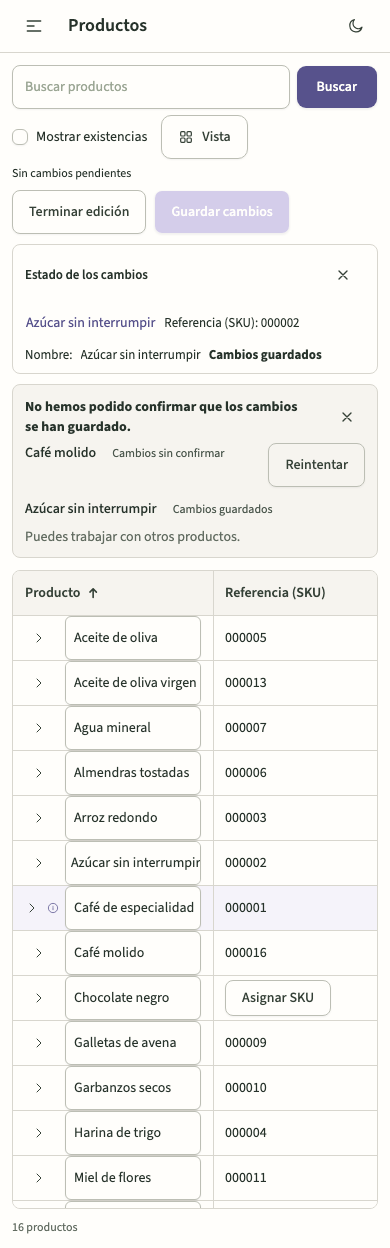 Productos
Buscar productos
Buscar
Mostrar existencias
Vista
Sin cambios pendientes
Terminar edición
Guardar cambios
Estado de los cambios
Azúcar sin interrumpir Referencia (SKU): 000002
Nombre: Azúcar sin interrumpir Cambios guardados
No hemos podido confirmar que los cambios
se han guardado.
Café molido Cambios sin confirmar
Reintentar
Azúcar sin interrumpir Cambios guardados
Puedes trabajar con otros productos.
Producto Referencia (SKU)
Aceite de oliva 000005
Aceite de oliva virgen 000013
Agua mineral 000007
Almendras tostadas 000006
Arroz redondo 000003
Azúcar sin interrumpir 000002
Café de especialidad 000001
Café molido 000016
Chocolate negro Asignar SKU
Galletas de avena 000009
Garbanzos secos 000010
Harina de trigo 000004
Miel de flores 000011
16 productos